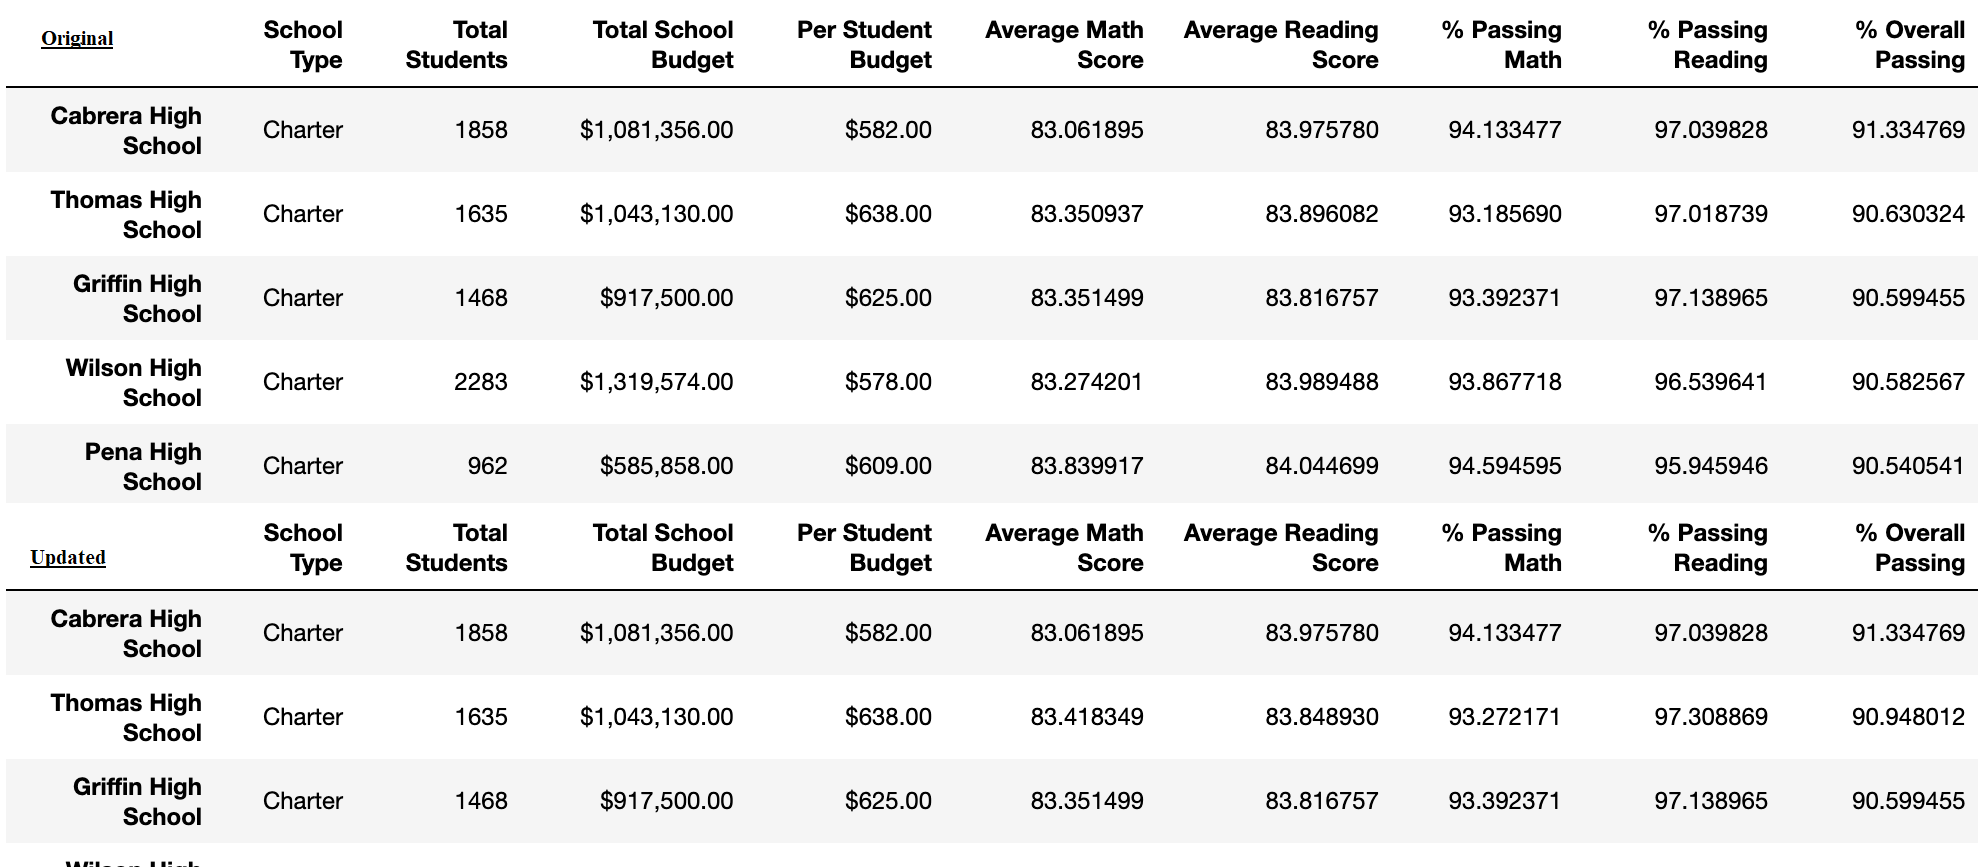 Original School Type Total Students Total School Budget Per Student Budget Average Math Score Average Reading Score % Passing Math % Passing Reading % Overall Passing
Cabrera High School Charter 1858 $1,081,356.00 $582.00 83.061895 83.975780 94.133477 97.039828 91.334769
Thomas High School Charter 1635 $1,043,130.00 $638.00 83.350937 83.896082 93.185690 97.018739 90.630324
Griffin High School Charter 1468 $917,500.00 $625.00 83.351499 83.816757 93.392371 97.138965 90.599455
Wilson High School Charter 2283 $1,319,574.00 $578.00 83.274201 83.989488 93.867718 96.539641 90.582567
Pena High School Charter 962 $585,858.00 $609.00 83.839917 84.044699 94.594595 95.945946 90.540541
Updated School Type Total Students Total School Budget Per Student Budget Average Math Score Average Reading Score % Passing Math % Passing Reading % Overall Passing
Cabrera High School Charter 1858 $1,081,356.00 $582.00 83.061895 83.975780 94.133477 97.039828 91.334769
Thomas High School Charter 1635 $1,043,130.00 $638.00 83.418349 83.848930 93.272171 97.308869 90.948012
Griffin High School Charter 1468 $917,500.00 $625.00 83.351499 83.816757 93.392371 97.138965 90.599455
Wilson High